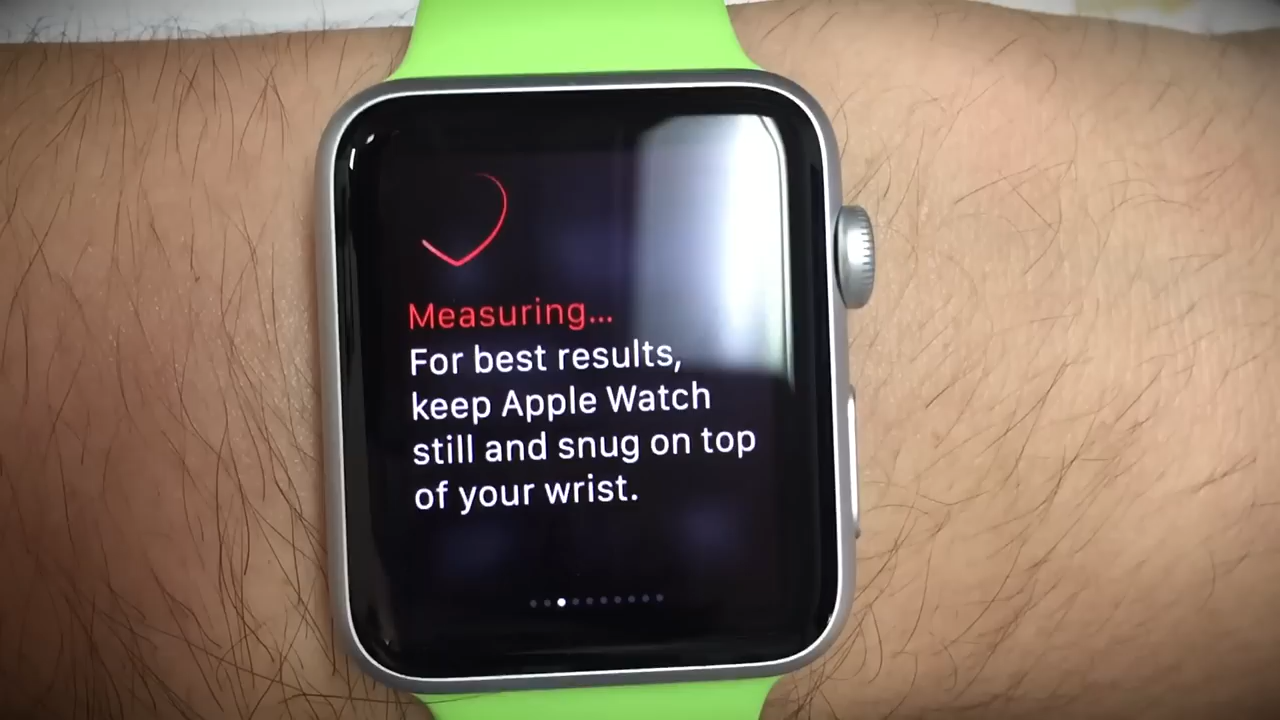 Measuring...
For best results,
keep Apple Watch
still and snug on top
of your wrist.